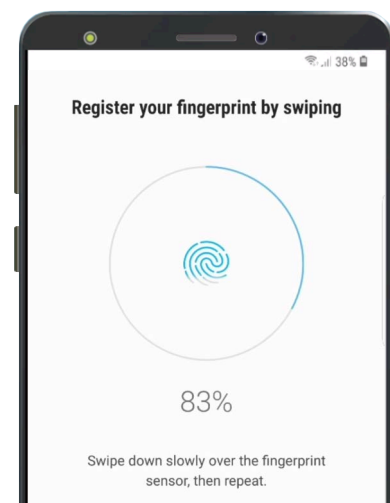 38%
Register your fingerprint by swiping
83%
Swipe down slowly over the fingerprint
sensor, then repeat.